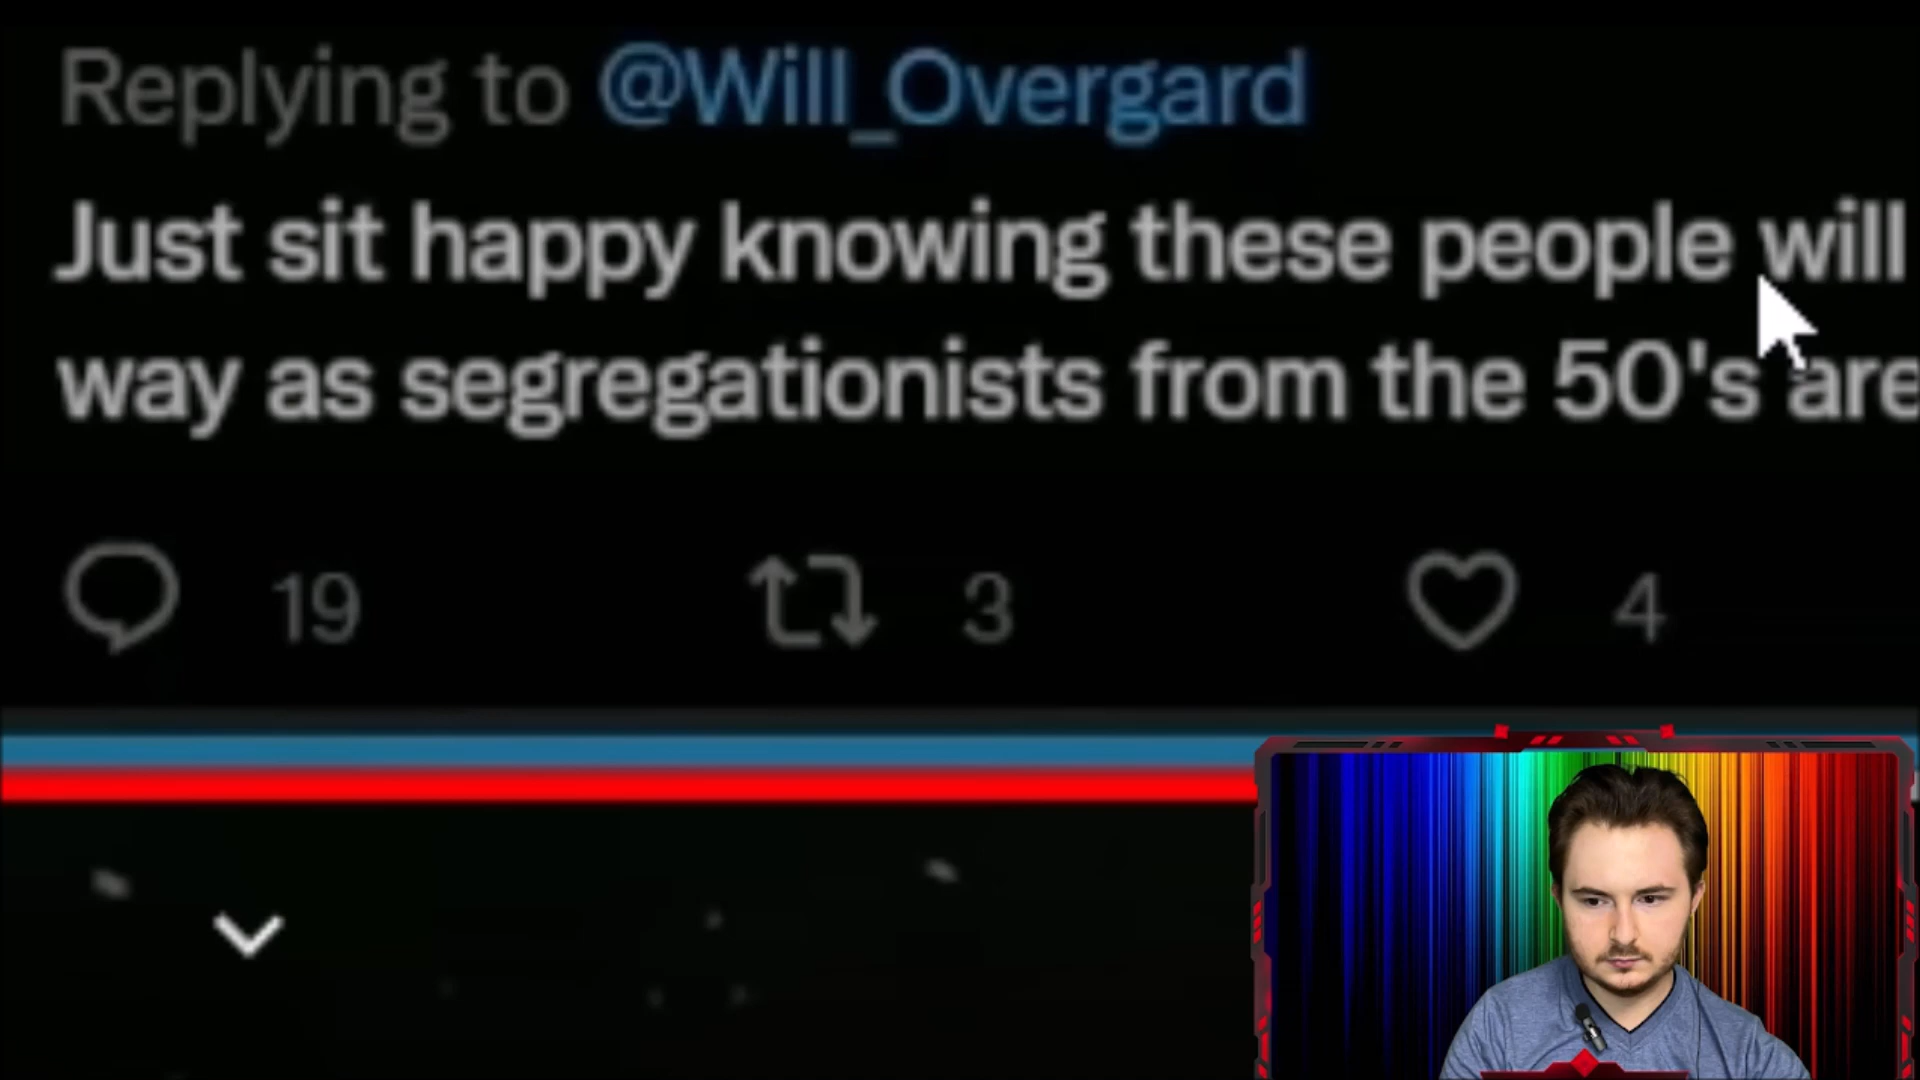 Replying to @Will_Overgard
Just sit happy knowing these people will
way as segregationists from the 50's are
19 3 4